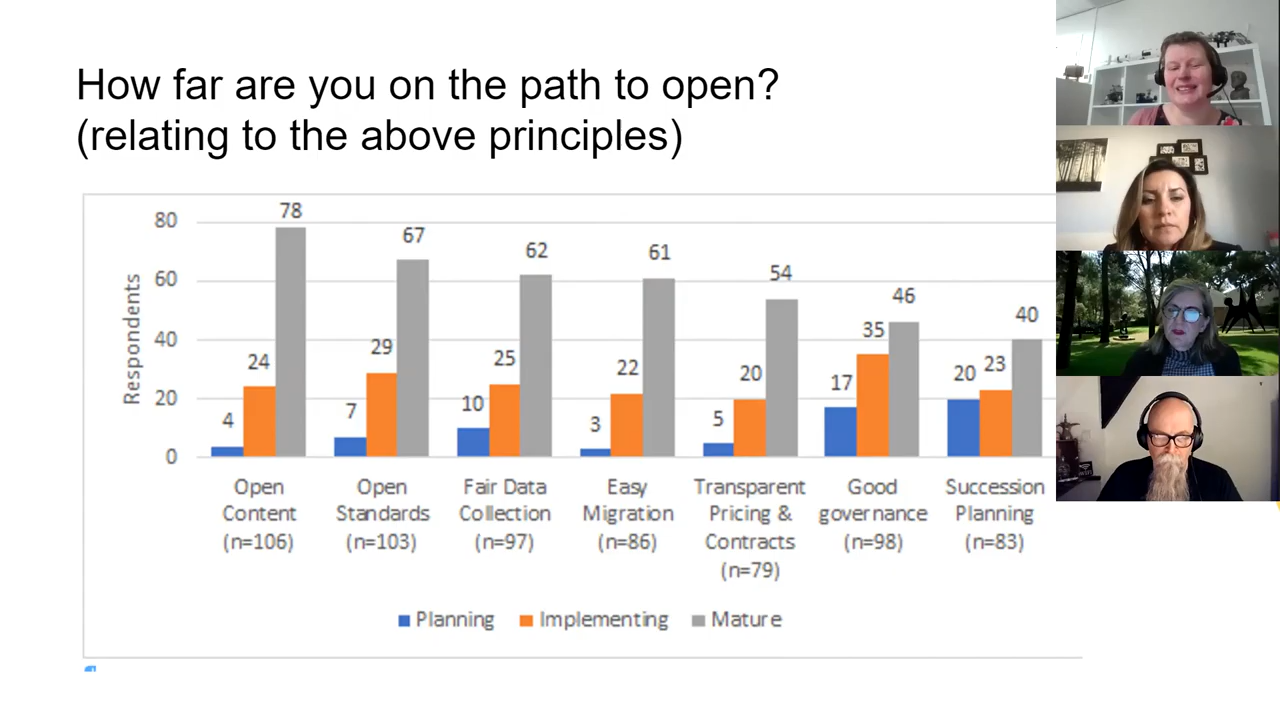 How far are you on the path to open?
(relating to the above principles)
Respondents
80
60
40
20
0
4
24
78
7
29
67
10
25
62
3
22
61
5
20
54
17
35
46
20
23
40
Open
Content
(n=106)
Open
Standards
(n=103)
Fair Data
Collection
(n=97)
Easy
Migration
(n=86)
Transparent
Pricing &
Contracts
(n=79)
Good
governance
(n=98)
Succession
Planning
(n=83)
Planning
Implementing
Mature